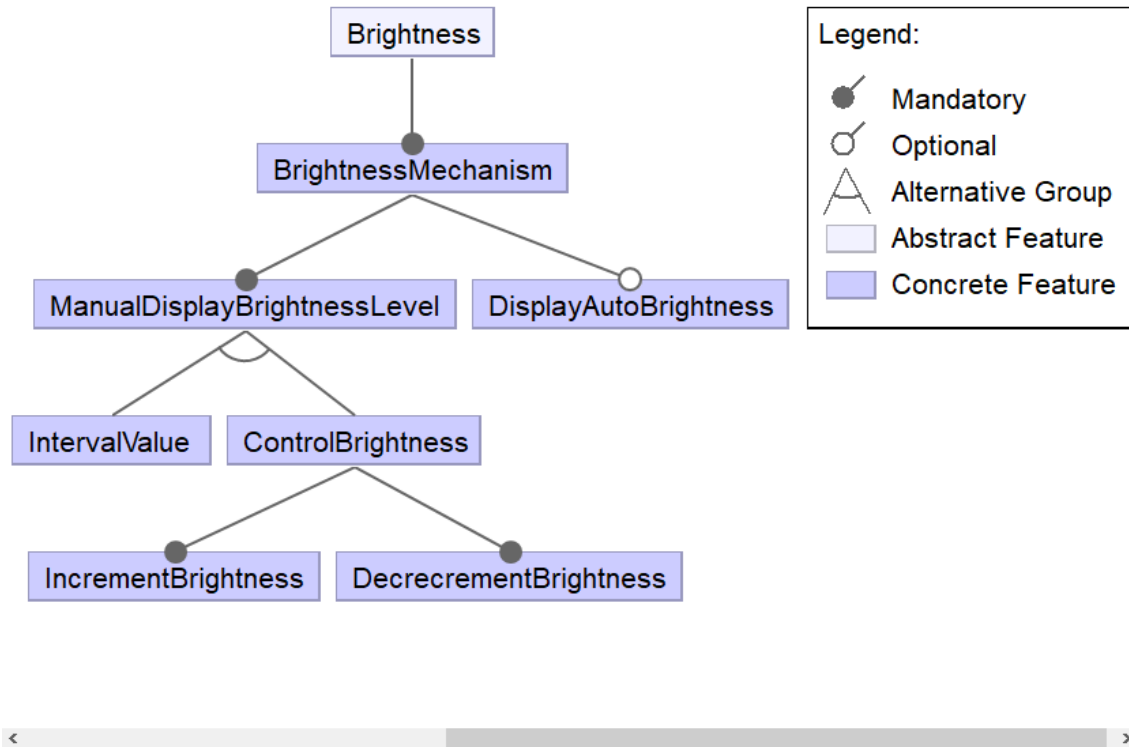 Brightness
BrightnessMechanism
ManualDisplayBrightnessLevel
DisplayAutoBrightness
IntervalValue
ControlBrightness
IncrementBrightness
DecrecrementBrightness
Legend:
Mandatory
Optional
Alternative Group
Abstract Feature
Concrete Feature